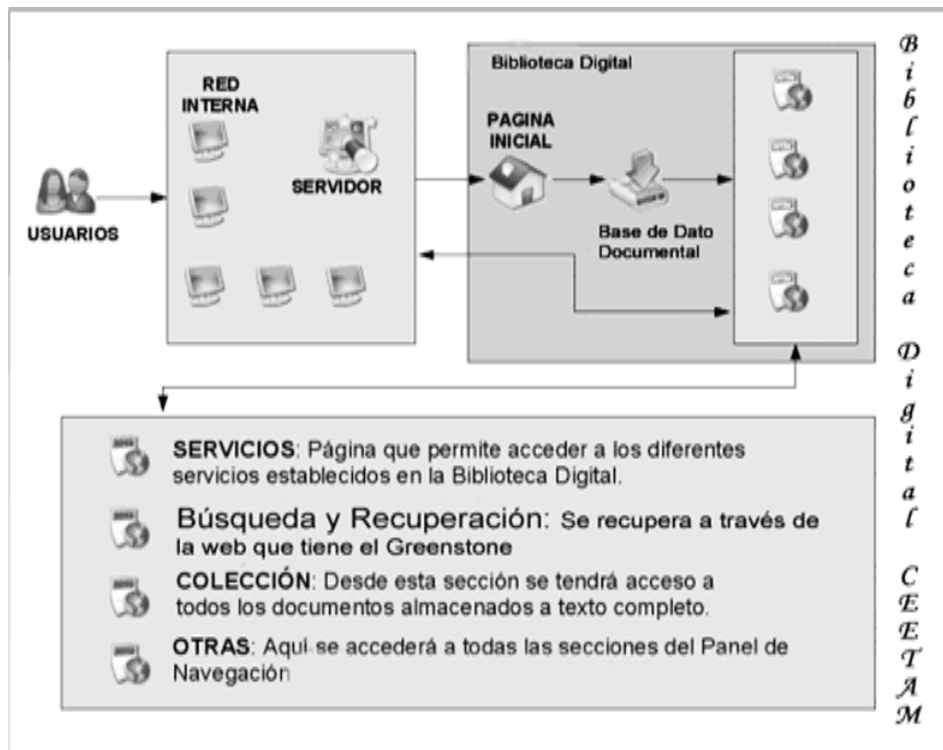 RED
INTERNA
SERVIDOR
USUARIOS
Biblioteca Digital
PAGINA
INICIAL
Base de Dato
Documental
SERVICIOS: Página que permite acceder a los diferentes
servicios establecidos en la Biblioteca Digital.
Búsqueda y Recuperación: Se recupera a través de
la web que tiene el Greenstone
COLECCIÓN: Desde esta sección se tendrá acceso a
todos los documentos almacenados a texto completo.
OTRAS: Aquí se accederá a todas las secciones del Panel de
Navegación
Biblioteca Digital CEETAM